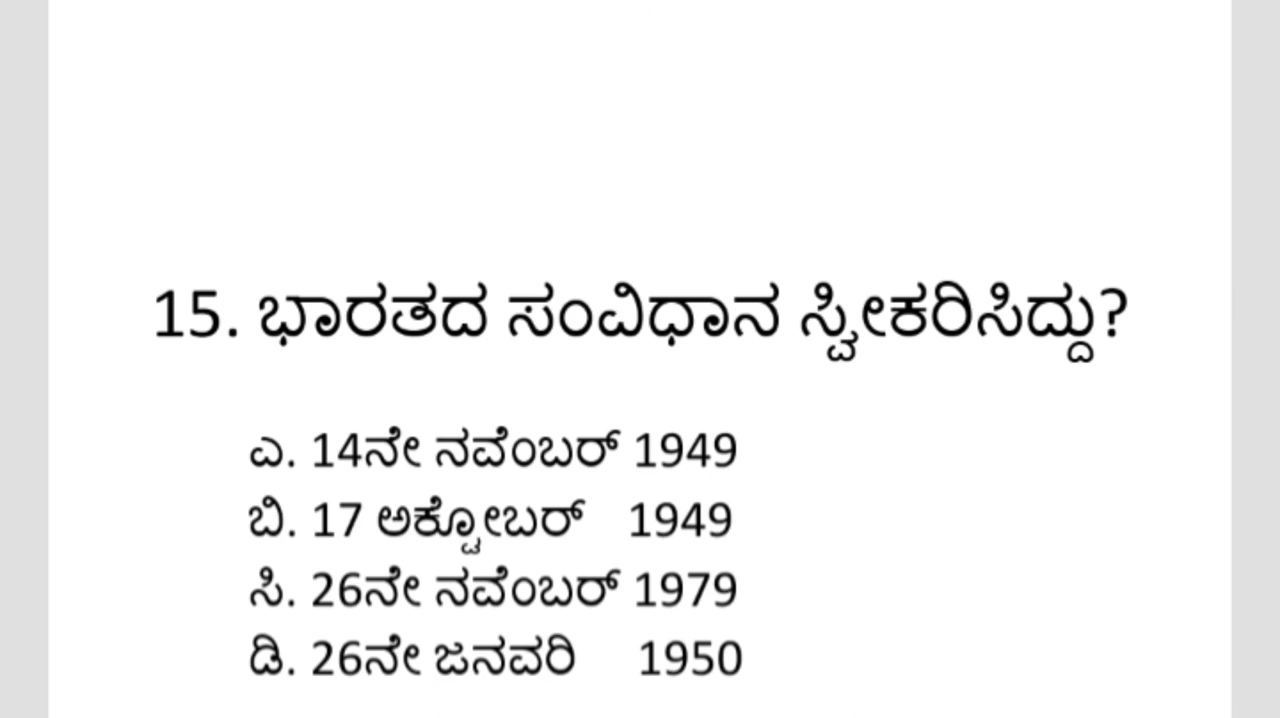 15. ಭಾರತದ ಸಂವಿಧಾನ ಸ್ವೀಕರಿಸಿದ್ದು?
ಎ. 14ನೇ ನವೆಂಬರ್ 1949
ಬಿ. 17 ಅಕ್ಟೋಬರ್ 1949
ಸಿ. 26ನೇ ನವೆಂಬರ್ 1979
ಡಿ. 26ನೇ ಜನವರಿ 1950